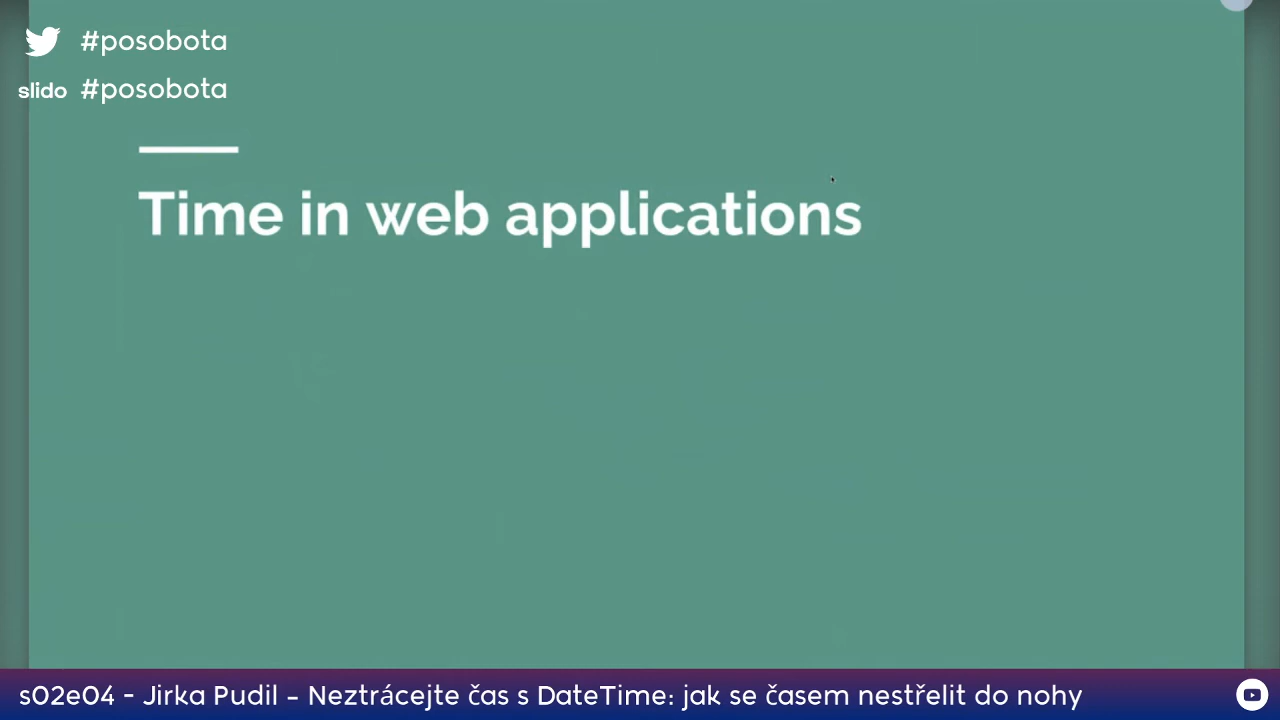 #posobota
slido #posobota
Time in web applications
s02e04 - Jirka Pudil – Neztrácejte čas s DateTime: jak se časem nestřelit do nohy